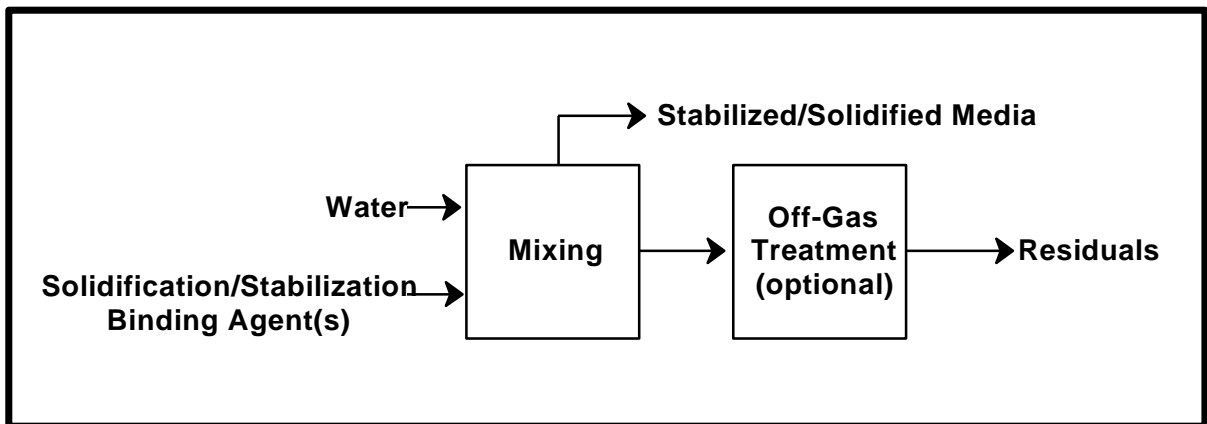 Stabilized/Solidified Media
Water
Mixing
Off-Gas
Treatment
(optional)
Residuals
Solidification/Stabilization
Binding Agent(s)